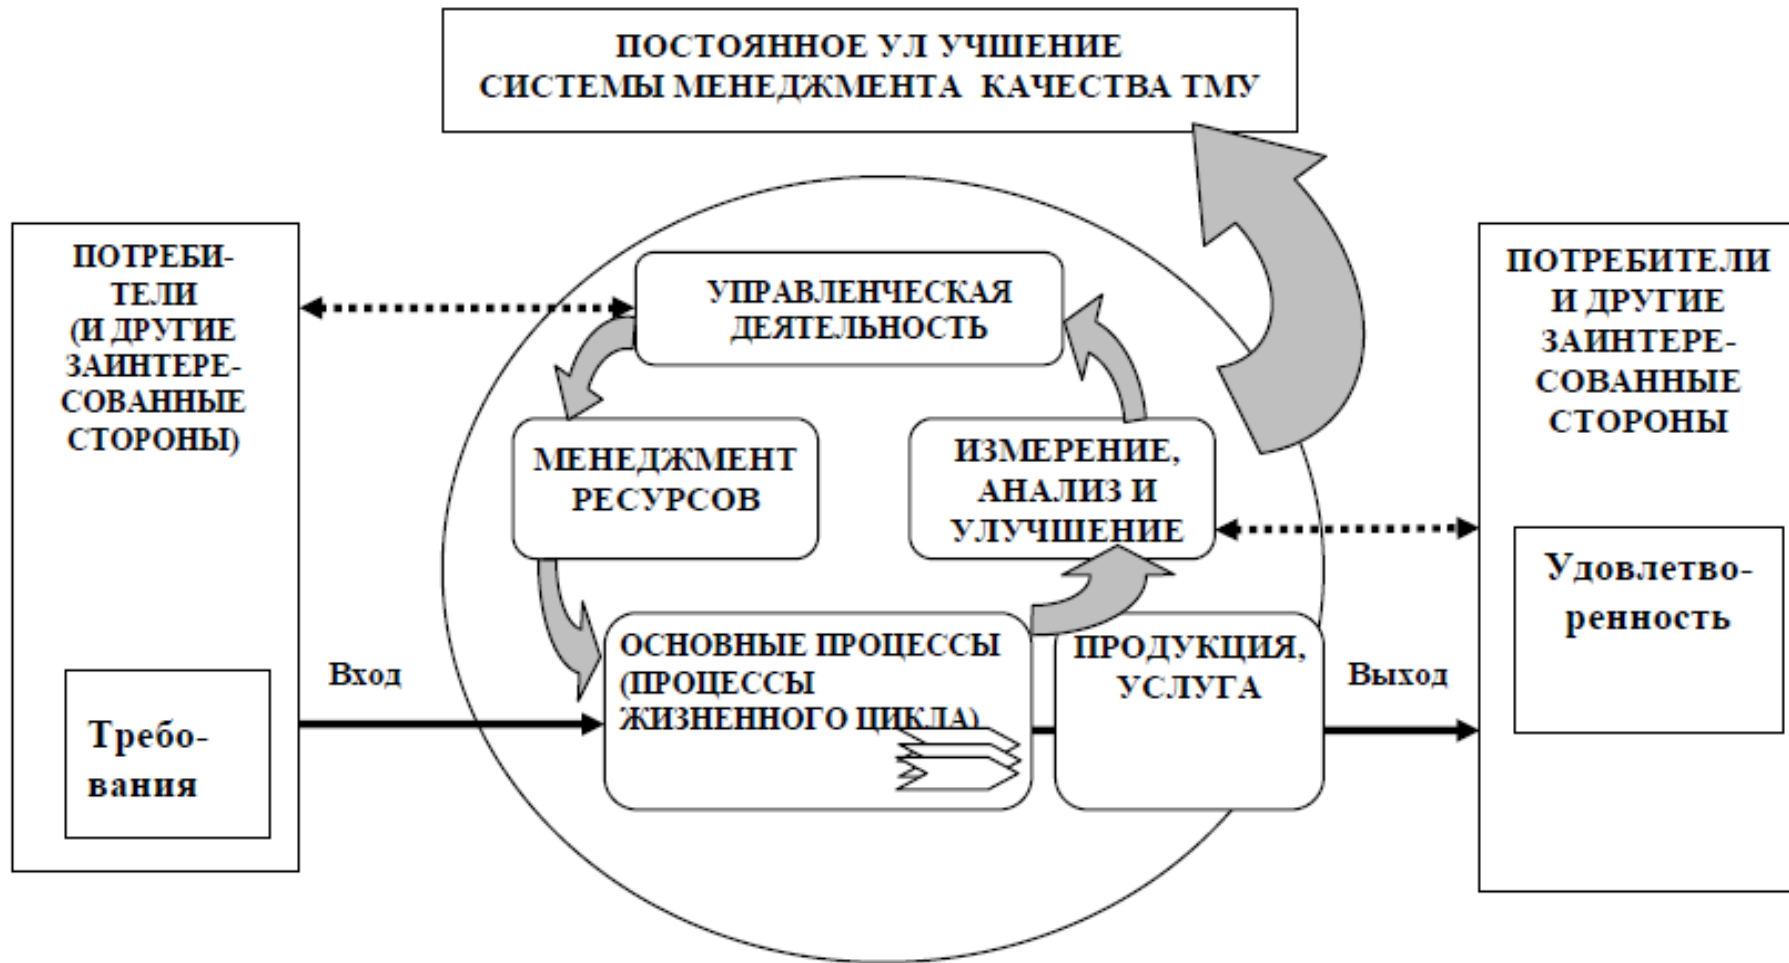 ПОСТОЯННОЕ УЛ УЧШЕНИЕ
СИСТЕМЫ МЕНЕДЖМЕНТА КАЧЕСТВА ТМУ
ПОТРЕБИ-
ТЕЛИ
(И ДРУГИЕ
ЗАИНТЕРЕ-
СОВАННЫЕ
СТОРОНЫ)
Требо-
вания
Вход
УПРАВЛЕНЧЕСКАЯ
ДЕЯТЕЛЬНОСТЬ
МЕНЕДЖМЕНТ
РЕСУРСОВ
ИЗМЕРЕНИЕ,
АНАЛИЗ И
УЛУЧШЕНИЕ
ОСНОВНЫЕ ПРОЦЕССЫ
(ПРОЦЕССЫ
ЖИЗНЕННОГО ЦИКЛА)
ПРОДУКЦИЯ,
УСЛУГА
Выход
ПОТРЕБИТЕЛИ
И ДРУГИЕ
ЗАИНТЕРЕ-
СОВАННЫЕ
СТОРОНЫ
Удовлетво-
ренность